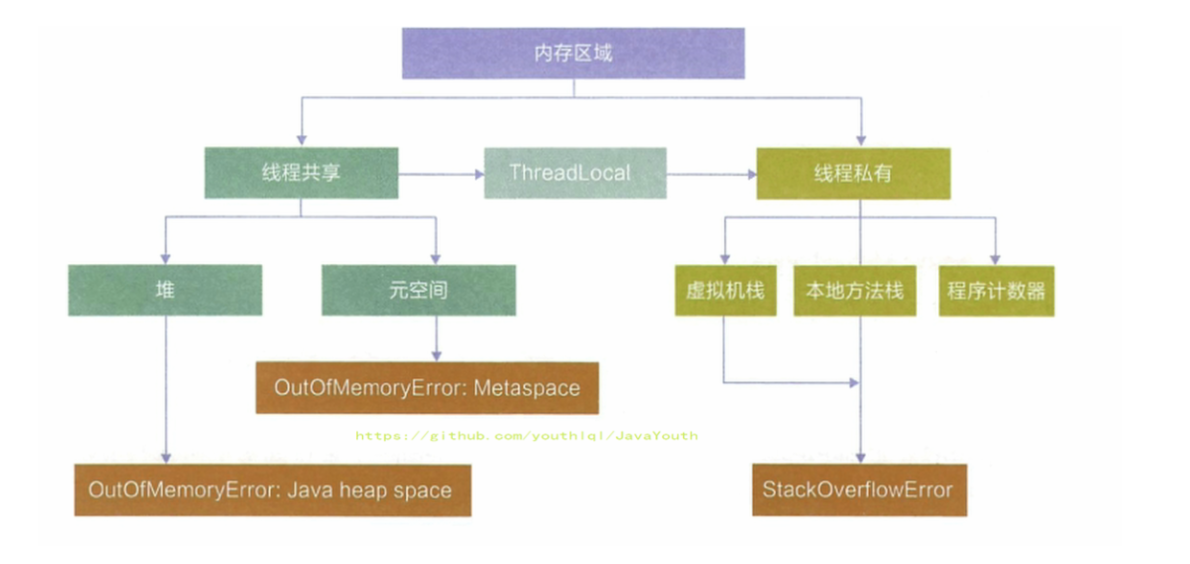 内存区域
线程共享
ThreadLocal
线程私有
堆
元空间
虚拟机栈
本地方法栈
程序计数器
OutOfMemoryError: Metaspace
https://github.com/youthlql/JavaYouth
OutOfMemoryError: Java heap space
StackOverflowError